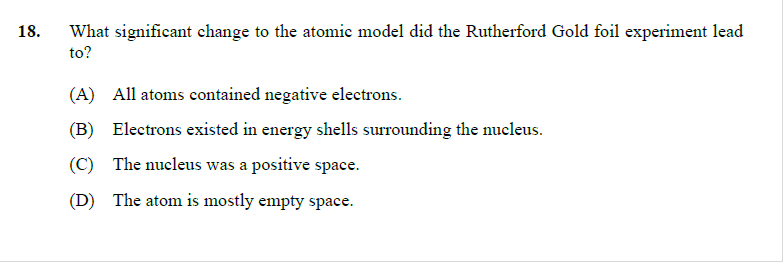 18. What significant change to the atomic model did the Rutherford Gold foil experiment lead
to?
(A) All atoms contained negative electrons.
(B) Electrons existed in energy shells surrounding the nucleus.
(C) The nucleus was a positive space.
(D) The atom is mostly empty space.